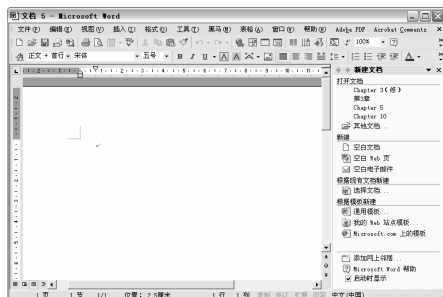 文档 5 - Microsoft Word
文件(F) 编辑(E) 视图(V) 插入(I) 格式(O) 工具(T) 黑马(H) 表格(A) 窗口(W) 帮助(H) Adobe PDF Acrobat Comments
100%
正文 + 首行 宋体 五号 B I U A A
新建文档
打开文档
Chapter 3(修)
第3章
Chapter 5
Chapter 10
其他文档...
新建
空白文档
空白 Web 页
空白电子邮件
根据现有文档新建
选择文档...
根据模板新建
通用模板...
我的 Web 站点模板...
Microsoft.com 上的模板
添加网上邻居...
Microsoft Word 帮助
启动时显示
1 页 1 节 1/1 位置: 2.5厘米 1 行 1 列 录制 修订 扩展 改写 中文(中国)